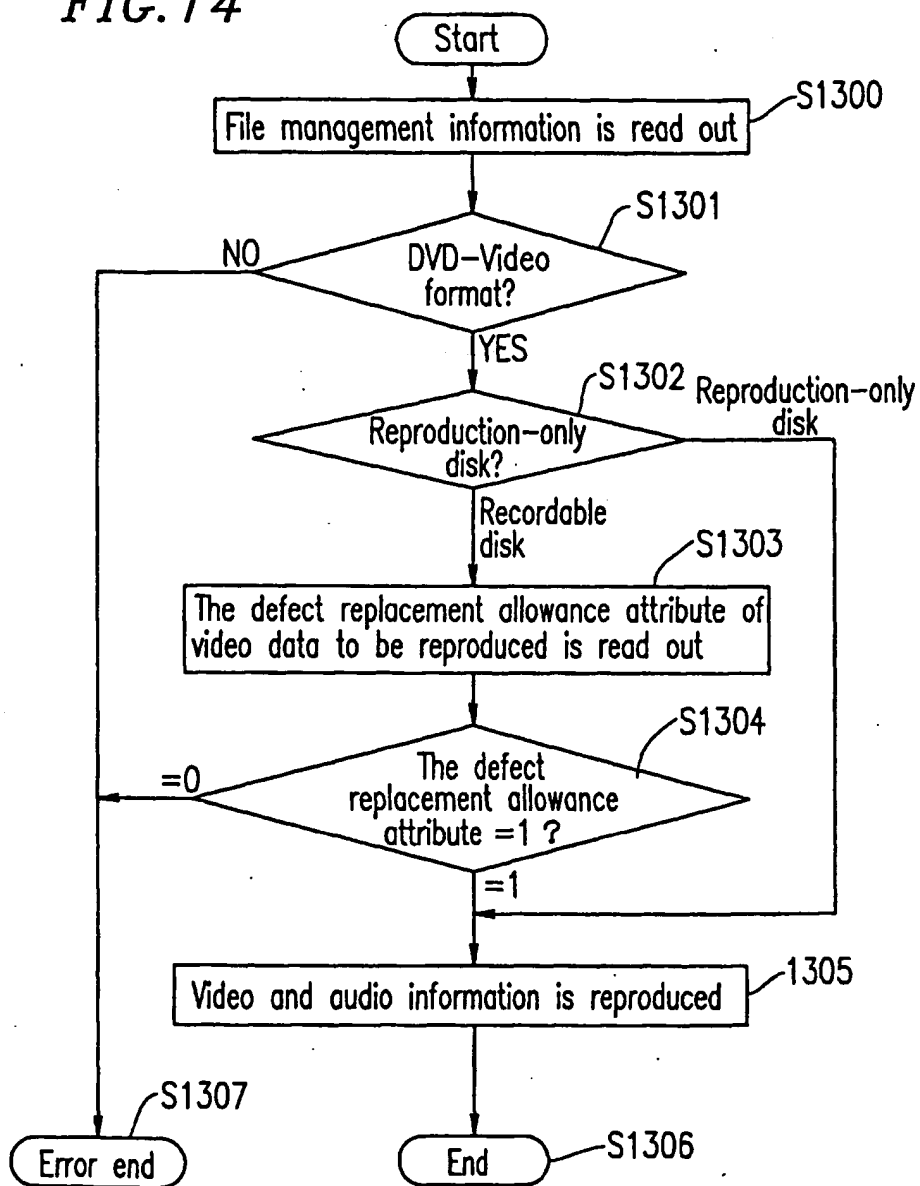 FIG. 14
Start
S1300
File management information is read out
S1301
NO
DVD-Video
format?
YES
S1302
Reproduction-only
disk
Reproduction-only
disk?
Recordable
disk
S1303
The defect replacement allowance attribute of
video data to be reproduced is read out
S1304
=0
The defect
replacement allowance
attribute =1 ?
=1
1305
Video and audio information is reproduced
S1307
Error end
End
S1306